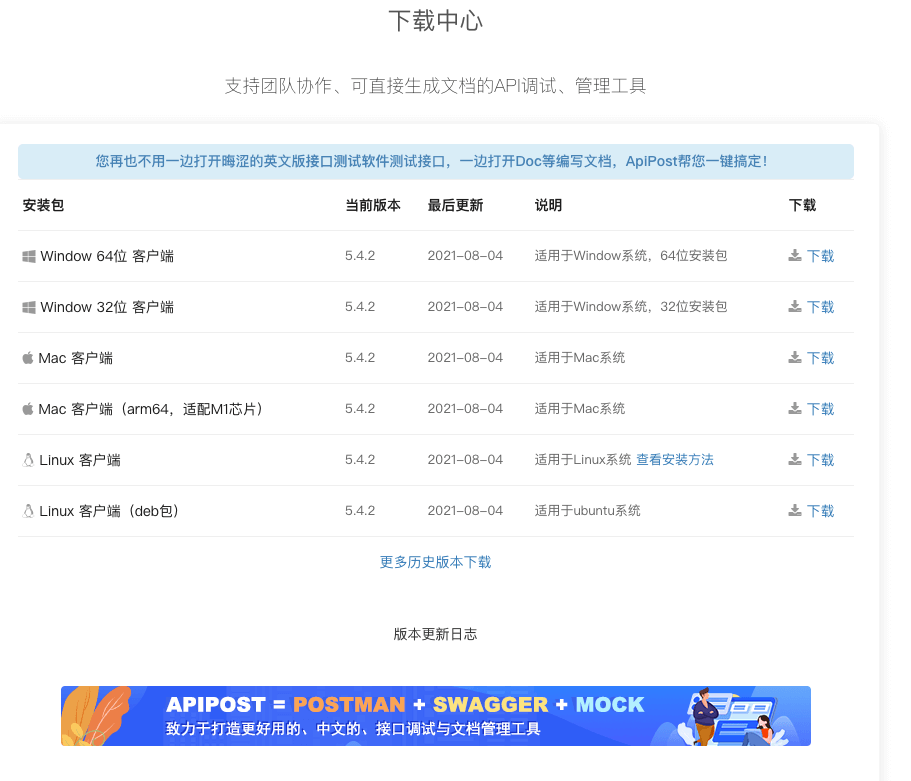 下载中心
支持团队协作、可直接生成文档的API调试、管理工具
您再也不用一边打开晦涩的英文版接口测试软件测试接口，一边打开Doc等编写文档，ApiPost帮您一键搞定！
安装包 当前版本 最后更新 说明 下载
Window 64位 客户端 5.4.2 2021-08-04 适用于Window系统，64位安装包 下载
Window 32位 客户端 5.4.2 2021-08-04 适用于Window系统，32位安装包 下载
Mac 客户端 5.4.2 2021-08-04 适用于Mac系统 下载
Mac 客户端（arm64，适配M1芯片） 5.4.2 2021-08-04 适用于Mac系统 下载
Linux 客户端 5.4.2 2021-08-04 适用于Linux系统 查看安装方法 下载
Linux 客户端（deb包） 5.4.2 2021-08-04 适用于ubuntu系统 下载
更多历史版本下载
版本更新日志
APIPOST = POSTMAN + SWAGGER + MOCK
致力于打造更好用的、中文的、接口调试与文档管理工具
App